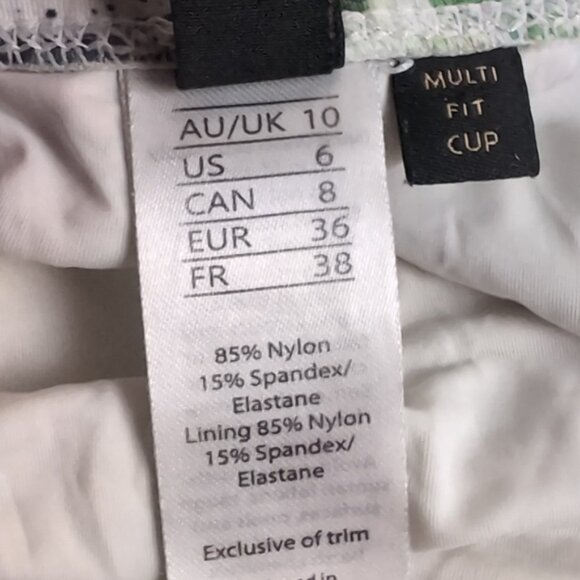 MULTI
FIT
CUP
AU/UK 10
US 6
CAN 8
EUR 36
FR 38
85% Nylon
15% Spandex/
Elastane
Lining 85% Nylon
15% Spandex/
Elastane
Exclusive of trim
in